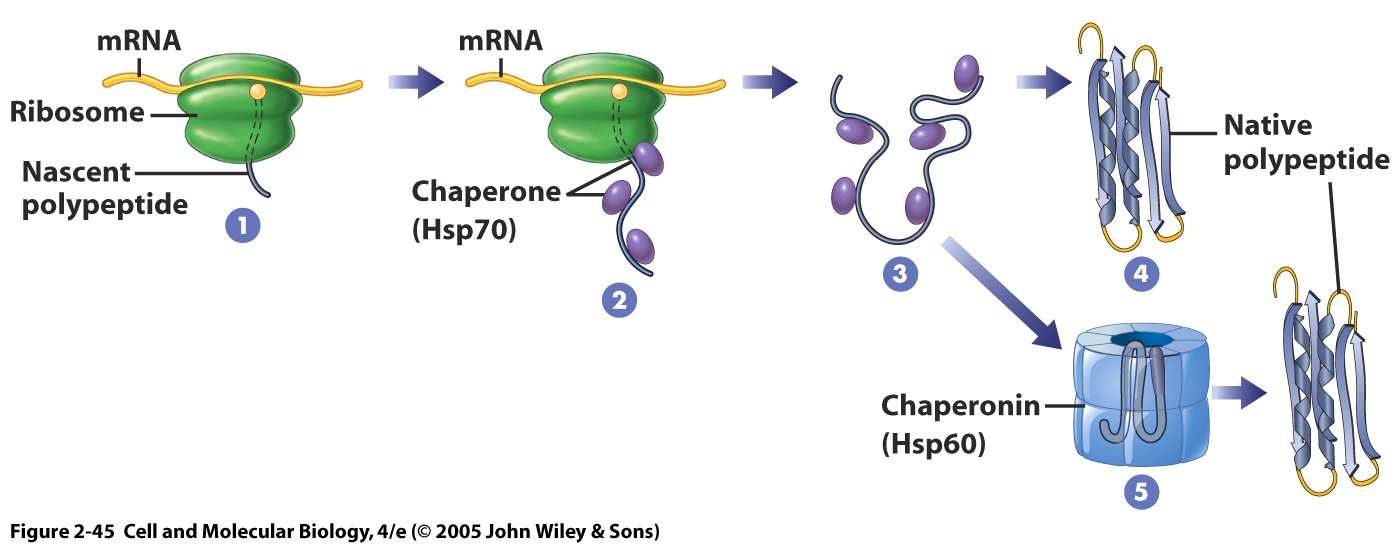 mRNA
Ribosome
Nascent
polypeptide
1
mRNA
Chaperone
(Hsp70)
2
3
4
Native
polypeptide
Chaperonin
(Hsp60)
5
Figure 2-45 Cell and Molecular Biology, 4/e (© 2005 John Wiley & Sons)